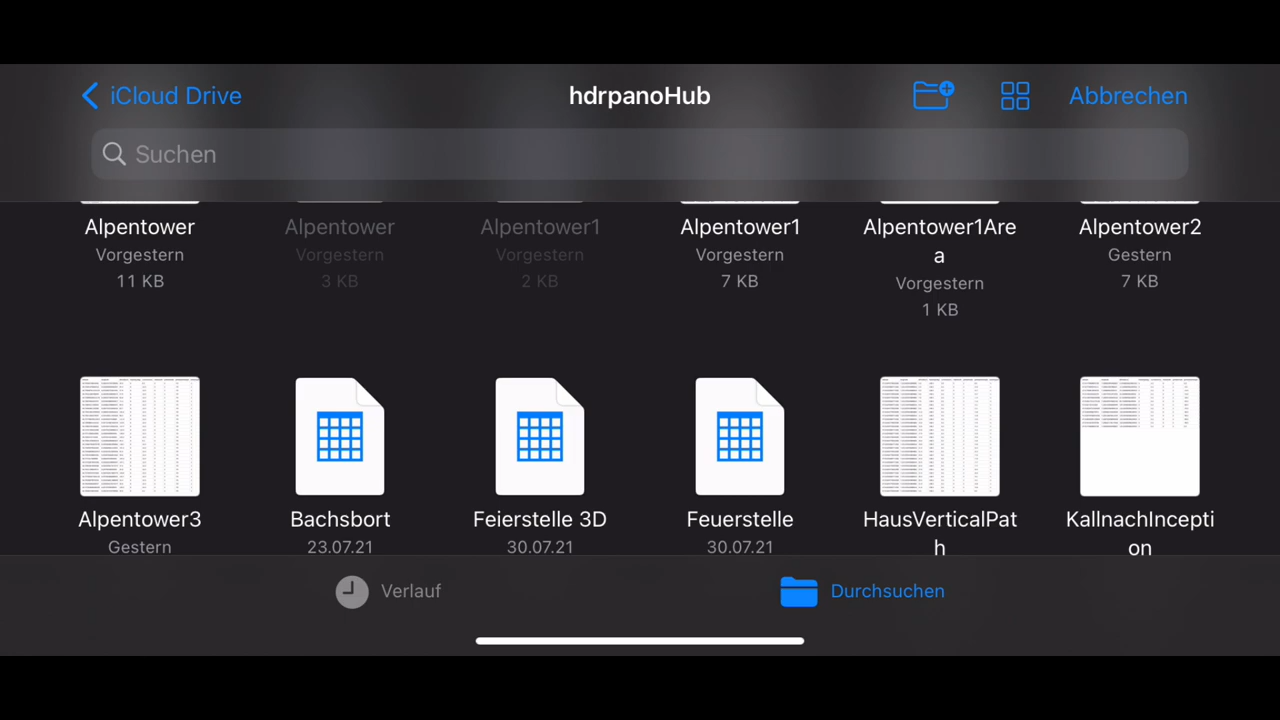 iCloud Drive hdrpanoHub Abbrechen
Suchen
Alpentower Alpentower Alpentower1 Alpentower1 Alpentower1Are Alpentower2
a
Vorgestern Vorgestern Vorgestern Vorgestern Vorgestern Gestern
11 KB 3 KB 2 KB 7 KB 1 KB 7 KB
Alpentower3 Bachsbort Feierstelle 3D Feuerstelle HausVerticalPat KallnachIncepti
Gestern 23.07.21 30.07.21 30.07.21 h on
Verlauf Durchsuchen